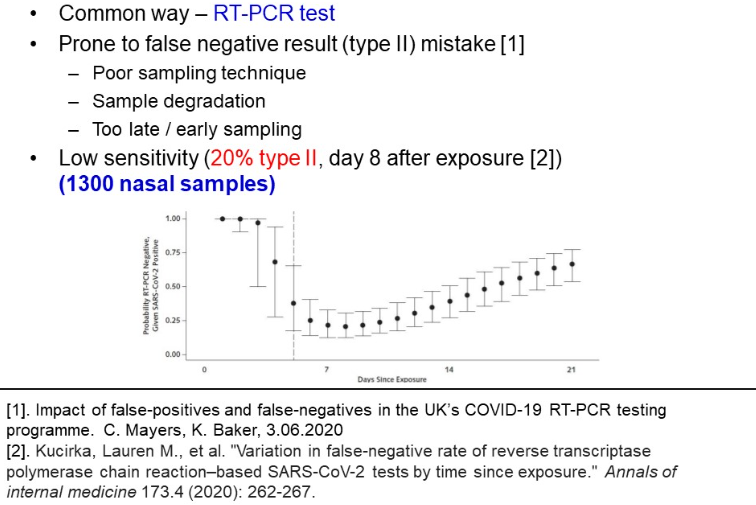 • Common way – RT-PCR test
• Prone to false negative result (type II) mistake [1]
– Poor sampling technique
– Sample degradation
– Too late / early sampling
• Low sensitivity (20% type II, day 8 after exposure [2])
(1300 nasal samples)
Probability RT-PCR Negative,
Given SARS-CoV-2 Positive
1.00
0.75
0.50
0.25
0.00
0 7 14 21
Days Since Exposure
[1]. Impact of false-positives and false-negatives in the UK's COVID-19 RT-PCR testing
programme. C. Mayers, K. Baker, 3.06.2020
[2]. Kucirka, Lauren M., et al. "Variation in false-negative rate of reverse transcriptase
polymerase chain reaction–based SARS-CoV-2 tests by time since exposure." Annals of
internal medicine 173.4 (2020): 262-267.